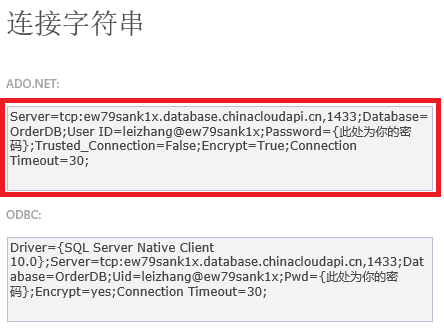 连接字符串
ADO.NET:
Server=tcp:ew79sank1x.database.chinacloudapi.cn,1433;Database=
OrderDB;User ID=leizhang@ew79sank1x;Password={此处为你的密
码};Trusted_Connection=False;Encrypt=True;Connection
Timeout=30;
ODBC:
Driver={SQL Server Native Client
10.0};Server=tcp:ew79sank1x.database.chinacloudapi.cn,1433;Dat
abase=OrderDB;Uid=leizhang@ew79sank1x;Pwd={此处为你的密
码};Encrypt=yes;Connection Timeout=30;